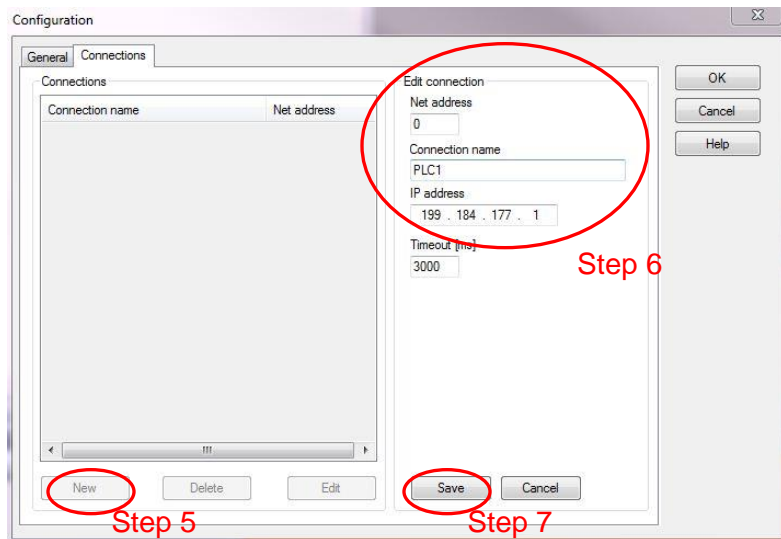 Configuration
General Connections
Connections
Connection name Net address
Edit connection
Net address
0
Connection name
PLC1
IP address
199 . 184 . 177 . 1
Timeout [ms]
3000
Step 6
OK
Cancel
Help
New Delete Edit
Save Cancel
Step 5
Step 7